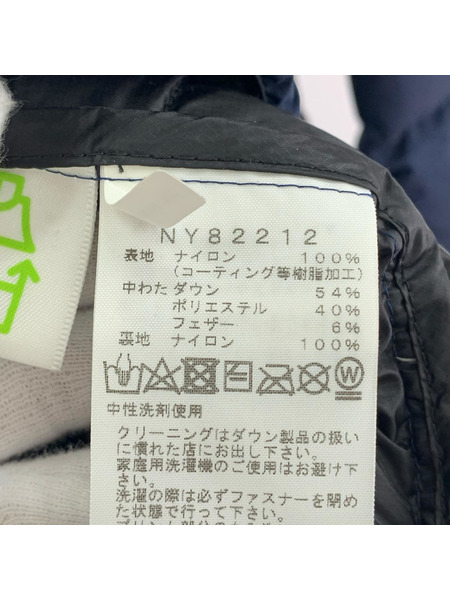 NY82212
表地 ナイロン 100%
(コーティング等樹脂加工)
中わた ダウン 54%
ポリエステル 40%
フェザー 6%
裏地 ナイロン 100%
W
中性洗剤使用
クリーニングはダウン製品の扱い
に慣れた店にお出し下さい。
家庭用洗濯機のご使用はお避け下
さい。
洗濯の際は必ずファスナーを閉め
た状態で行って下さい。